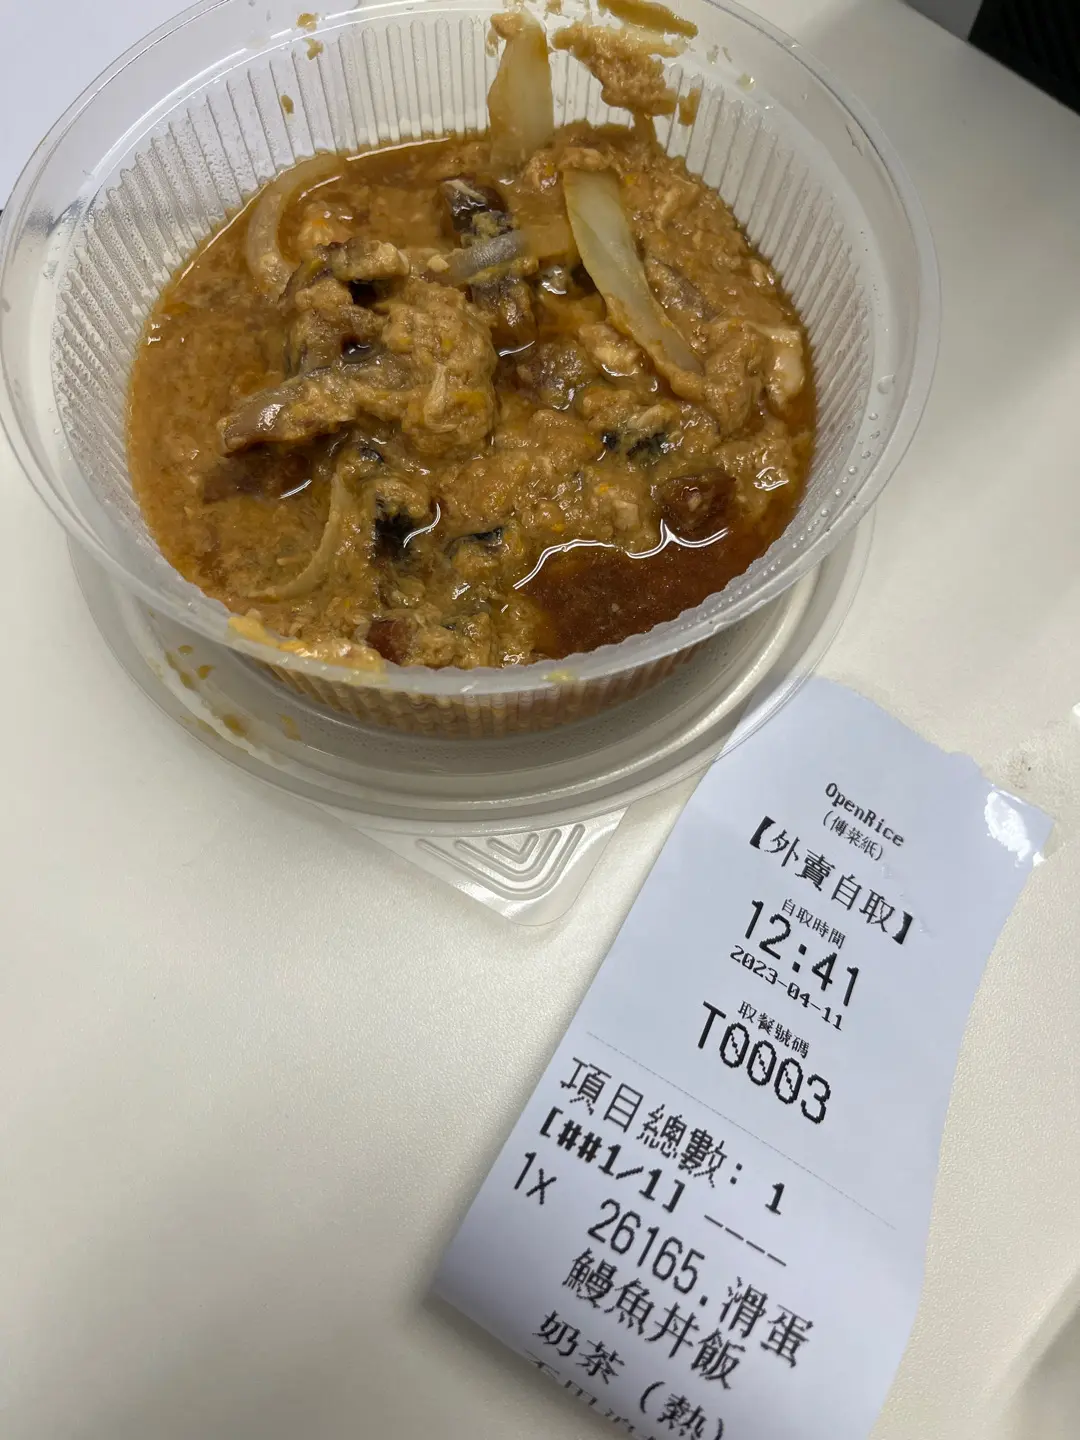 OpenRice
(傳菜紙)
【外賣自取】
自取時間
12:41
2023-04-11
取餐號碼
T0003
項目總數: 1
[##1/1] ----
1x 26165.滑蛋
鰻魚丼飯
奶茶 (熱)